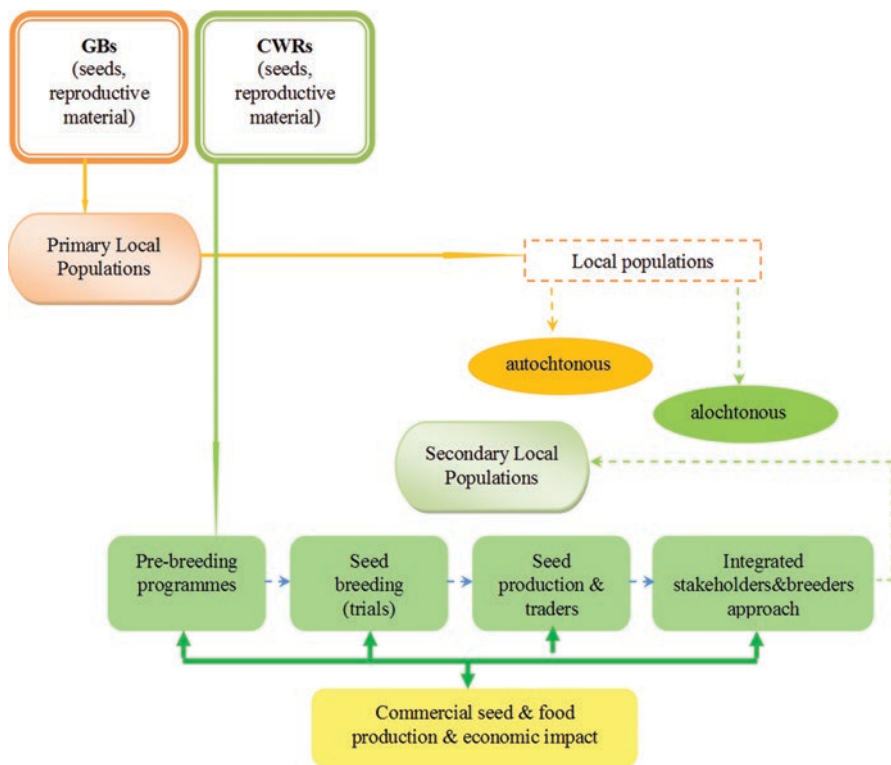 GBs
(seeds,
reproductive
material)
CWRs
(seeds,
reproductive
material)
Primary Local
Populations
Local populations
autochtonous
alochtonous
Secondary Local
Populations
Pre-breeding
programmes
Seed
breeding
(trials)
Seed
production &
traders
Integrated
stakeholders&breeders
approach
Commercial seed & food
production & economic impact